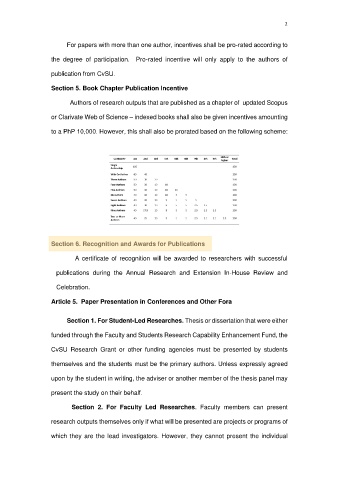 2
For papers with more than one author, incentives shall be pro-rated according to
the degree of participation. Pro-rated incentive will only apply to the authors of
publication from CvSU.
Section 5. Book Chapter Publication Incentive
Authors of research outputs that are published as a chapter of updated Scopus
or Clarivate Web of Science – indexed books shall also be given incentives amounting
to a PhP 10,000. However, this shall also be prorated based on the following scheme:
Section 6. Recognition and Awards for Publications
A certificate of recognition will be awarded to researchers with successful
publications during the Annual Research and Extension In-House Review and
Celebration.
Article 5. Paper Presentation in Conferences and Other Fora
Section 1. For Student-Led Researches. Thesis or dissertation that were either
funded through the Faculty and Students Research Capability Enhancement Fund, the
CvSU Research Grant or other funding agencies must be presented by students
themselves and the students must be the primary authors. Unless expressly agreed
upon by the student in writing, the adviser or another member of the thesis panel may
present the study on their behalf.
Section 2. For Faculty Led Researches. Faculty members can present
research outputs themselves only if what will be presented are projects or programs of
which they are the lead investigators. However, they cannot present the individual